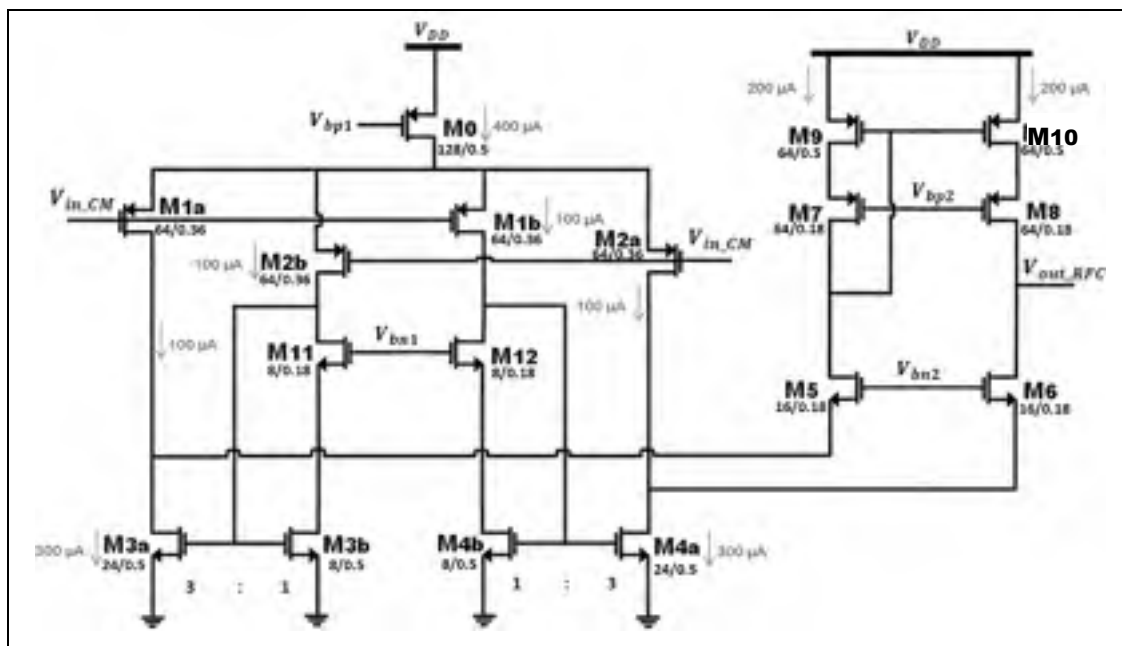 V_DD
V_bp1
M0
128/0.5
400 µA
V_in_CM
M1a
64/0.36
M1b
64/0.36
100 µA
M2a
64/0.36
V_in_CM
100 µA
M2b
64/0.36
100 µA
100 µA
M11
8/0.18
V_bn1
M12
8/0.18
300 µA
M3a
24/0.5
M3b
8/0.5
M4b
8/0.5
M4a
24/0.5
300 µA
3 : 1
1 : 3
V_DD
200 µA
200 µA
M9
64/0.5
M10
64/0.5
M7
64/0.18
V_bp2
M8
64/0.18
V_out_RFC
M5
16/0.18
V_bn2
M6
16/0.18